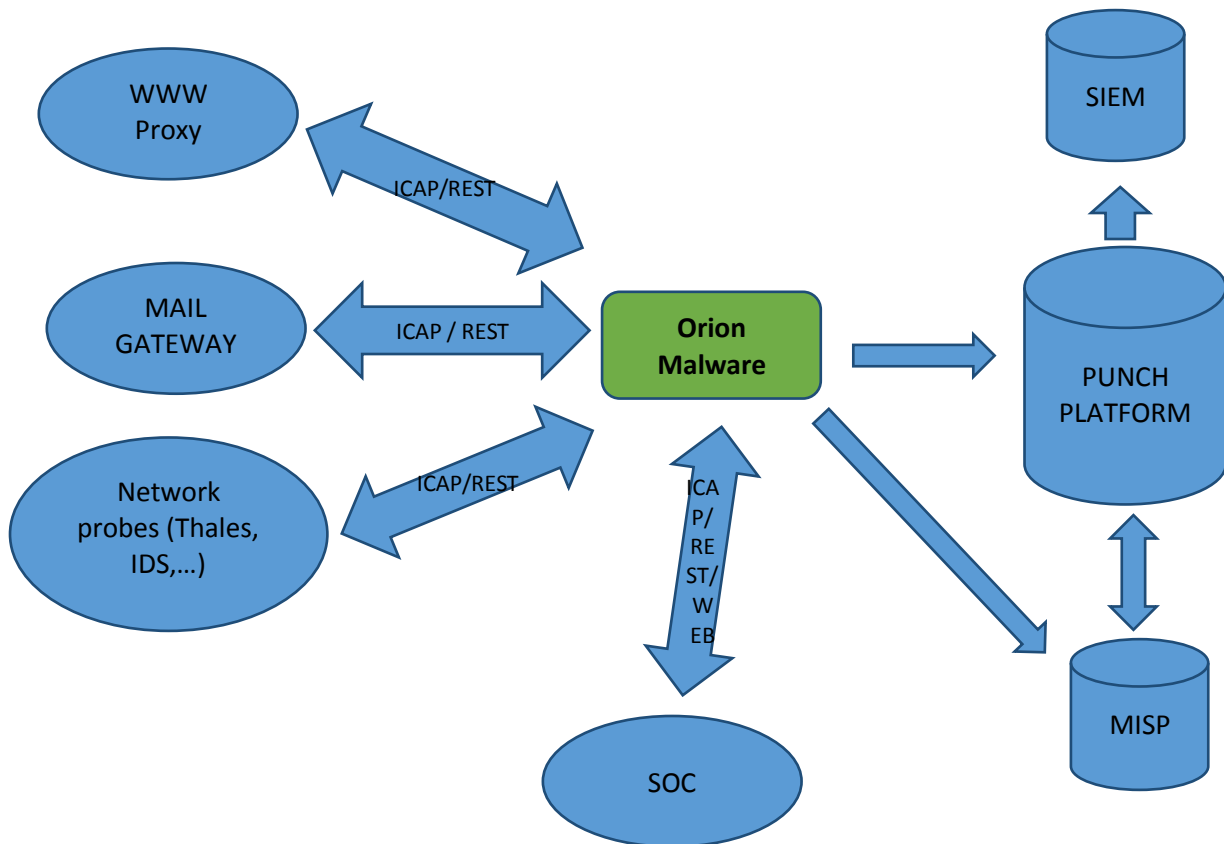 WWW
Proxy
ICAP/REST
SIEM
MAIL
GATEWAY
ICAP / REST
Orion
Malware
PUNCH
PLATFORM
Network
probes (Thales,
IDS,...)
ICAP/REST
ICA
P/
RE
ST/
W
EB
MISP
SOC